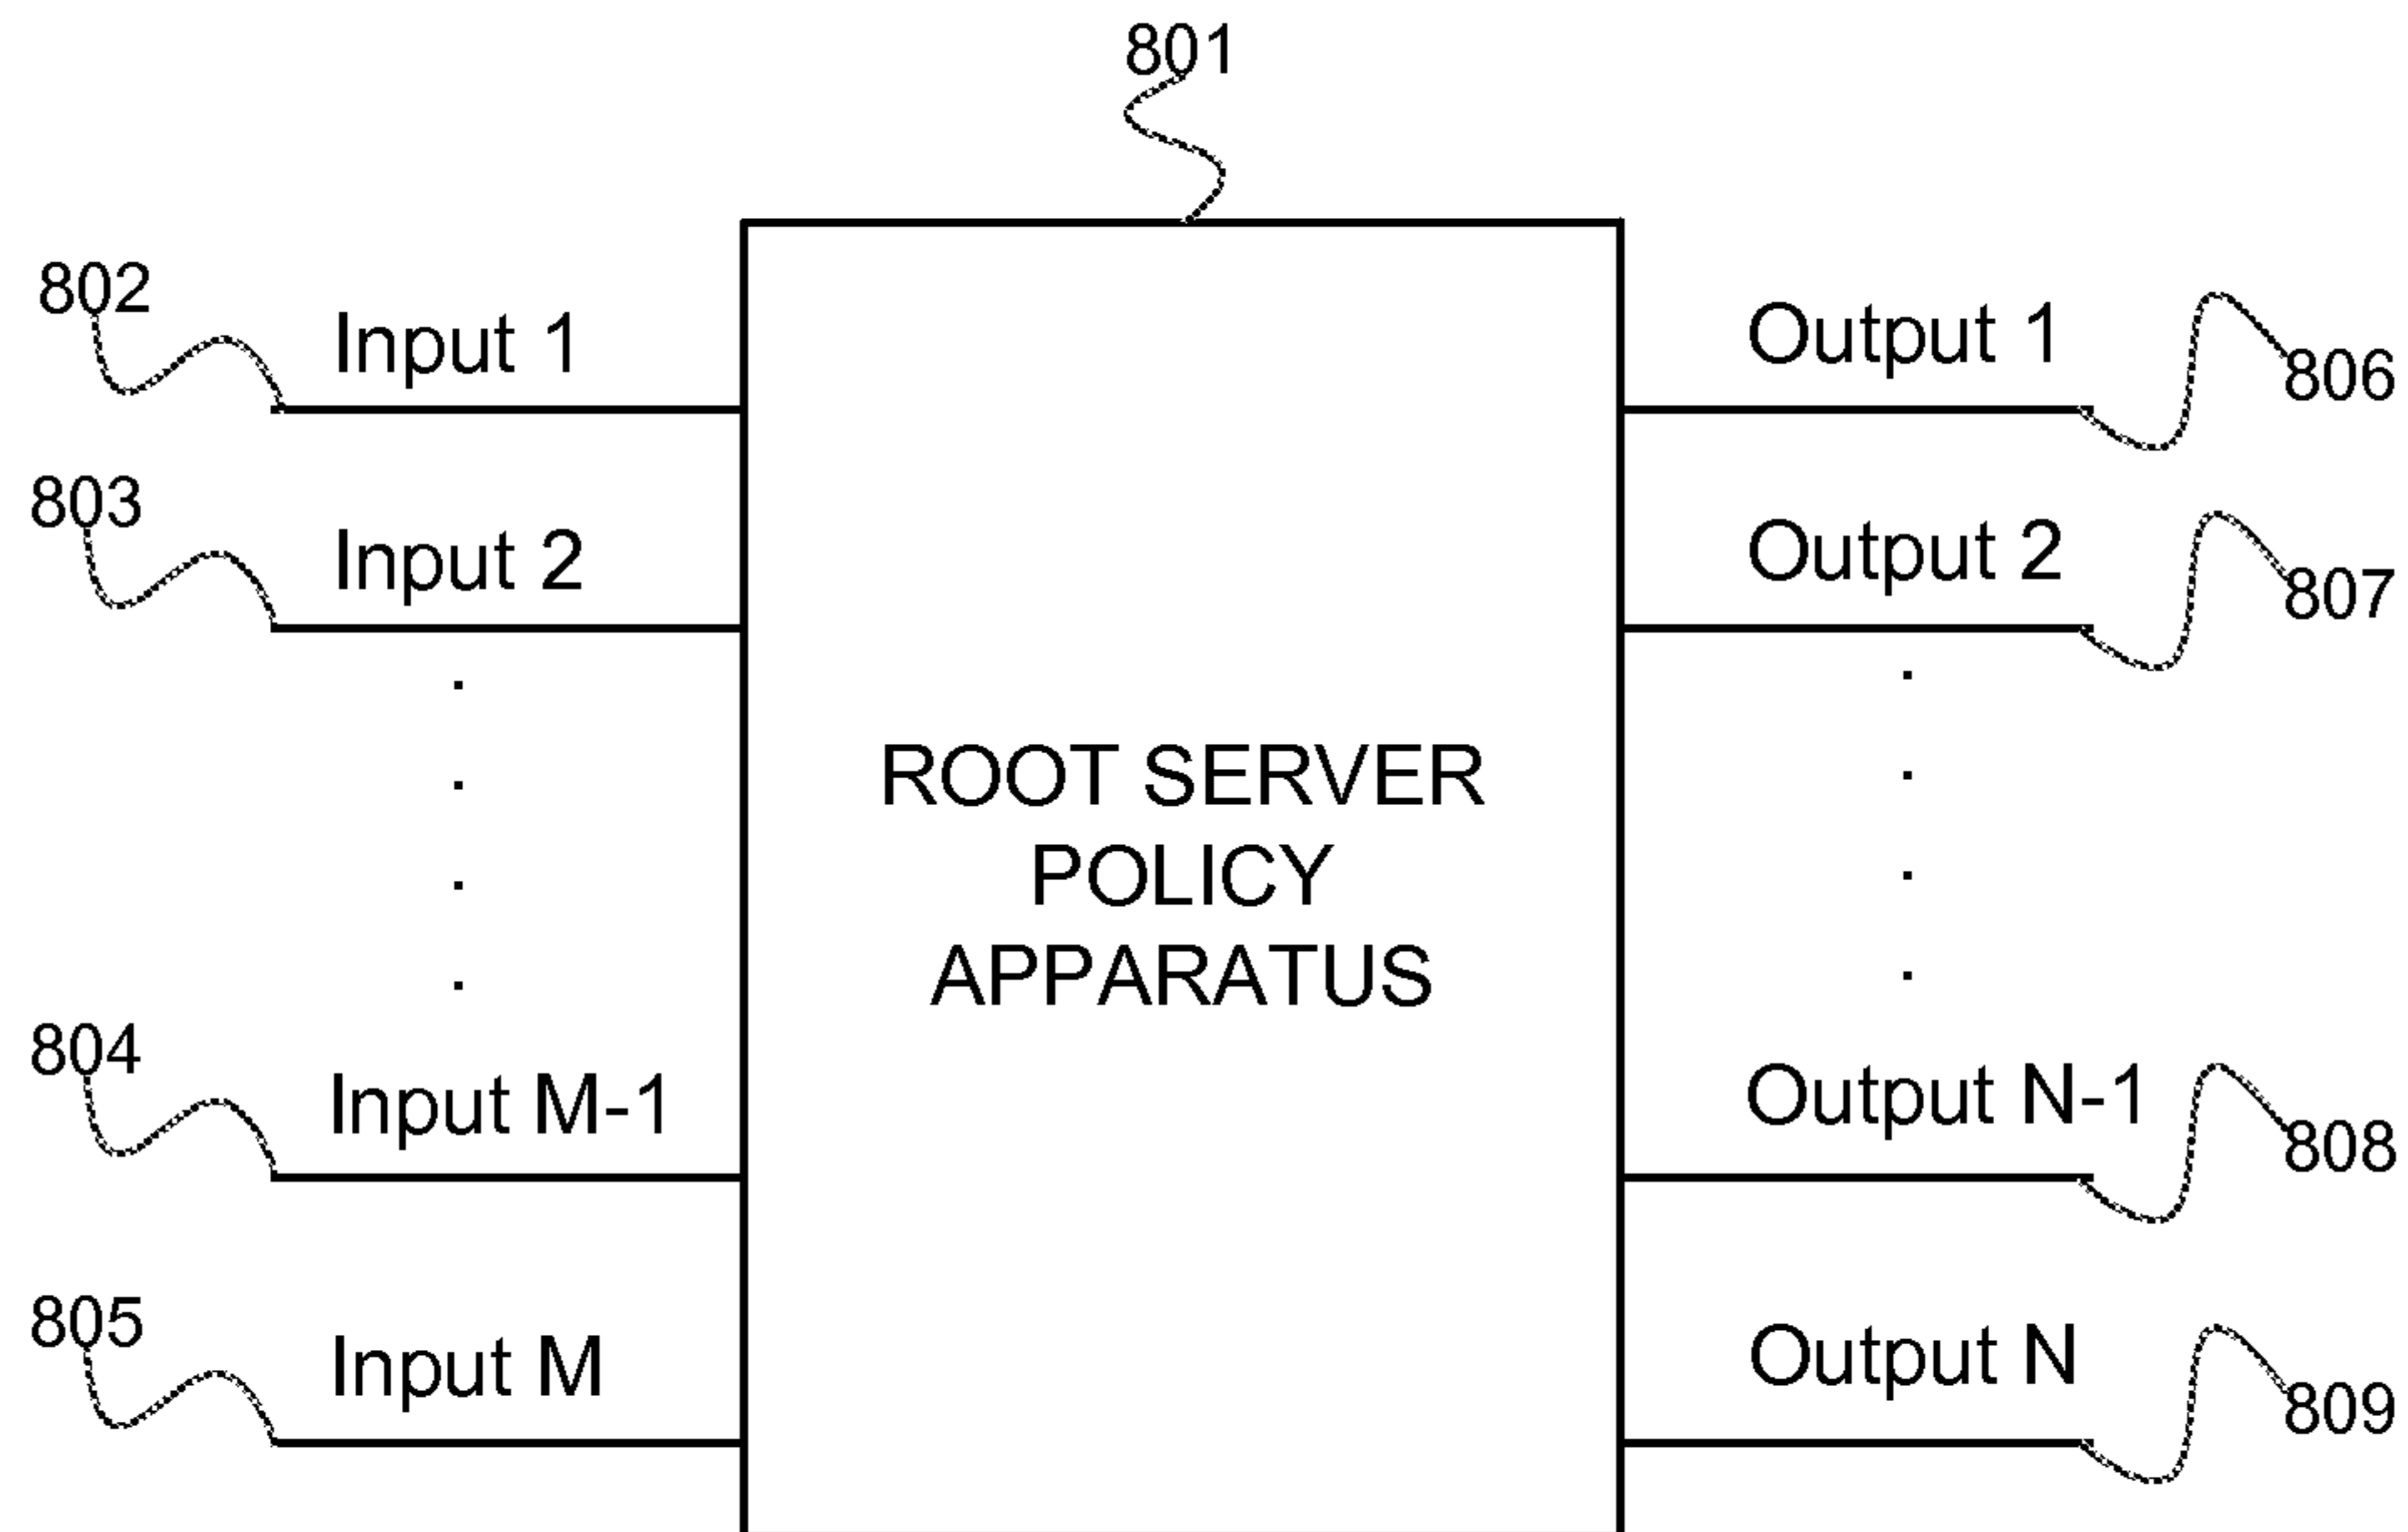 801
802
Input 1
Output 1
806
803
Input 2
Output 2
807
ROOT SERVER
POLICY
APPARATUS
804
Input M-1
Output N-1
808
805
Input M
Output N
809